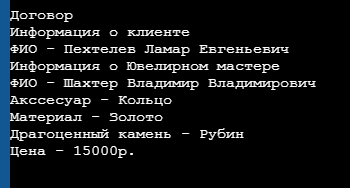 Договор
Информация о клиенте
ФИО - Пехтелев Ламар Евгеньевич
Информация о Ювелирном мастере
ФИО - Шахтер Владимир Владимирович
Акссесуар - Кольцо
Материал - Золото
Драгоценный камень - Рубин
Цена - 15000р.